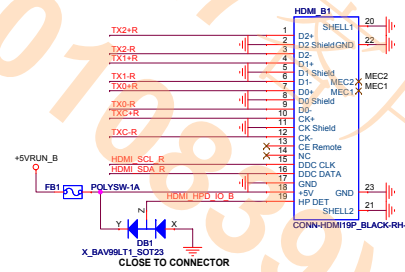 HDMI_B1
TX2+R 1 D2+ SHELL1 20
2 D2 Shield GND 22
TX2-R 3 D2-
TX1+R 4 D1+
5 D1 Shield
TX1-R 6 D1- MEC2 MEC2
TX0+R 7 D0+ MEC1 MEC1
8 D0 Shield
TX0-R 9 D0-
TXC+R 10 CK+
11 CK Shield
TXC-R 12 CK-
13 CE Remote
14 NC
HDMI_SCL_R 15 DDC CLK
HDMI_SDA_R 16 DDC DATA
17 GND
+5VRUN_B 18 +5V GND 23
HDMI_HPD_IO_B 19 HP DET
SHELL2 21
FB1 POLYSW-1A
CONN-HDMI19P_BLACK-RH-
Y Z X
DB1
X_BAV99LT1_SOT23
CLOSE TO CONNECTOR